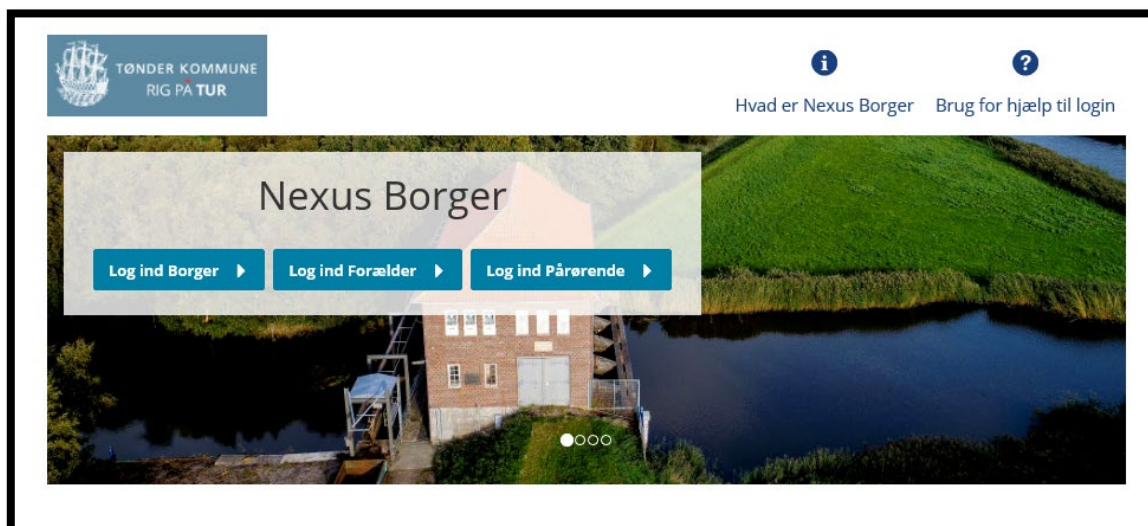 TØNDER KOMMUNE
RIG PÅ TUR
Hvad er Nexus Borger
Brug for hjælp til login
Nexus Borger
Log ind Borger
Log ind Forælder
Log ind Pårørende